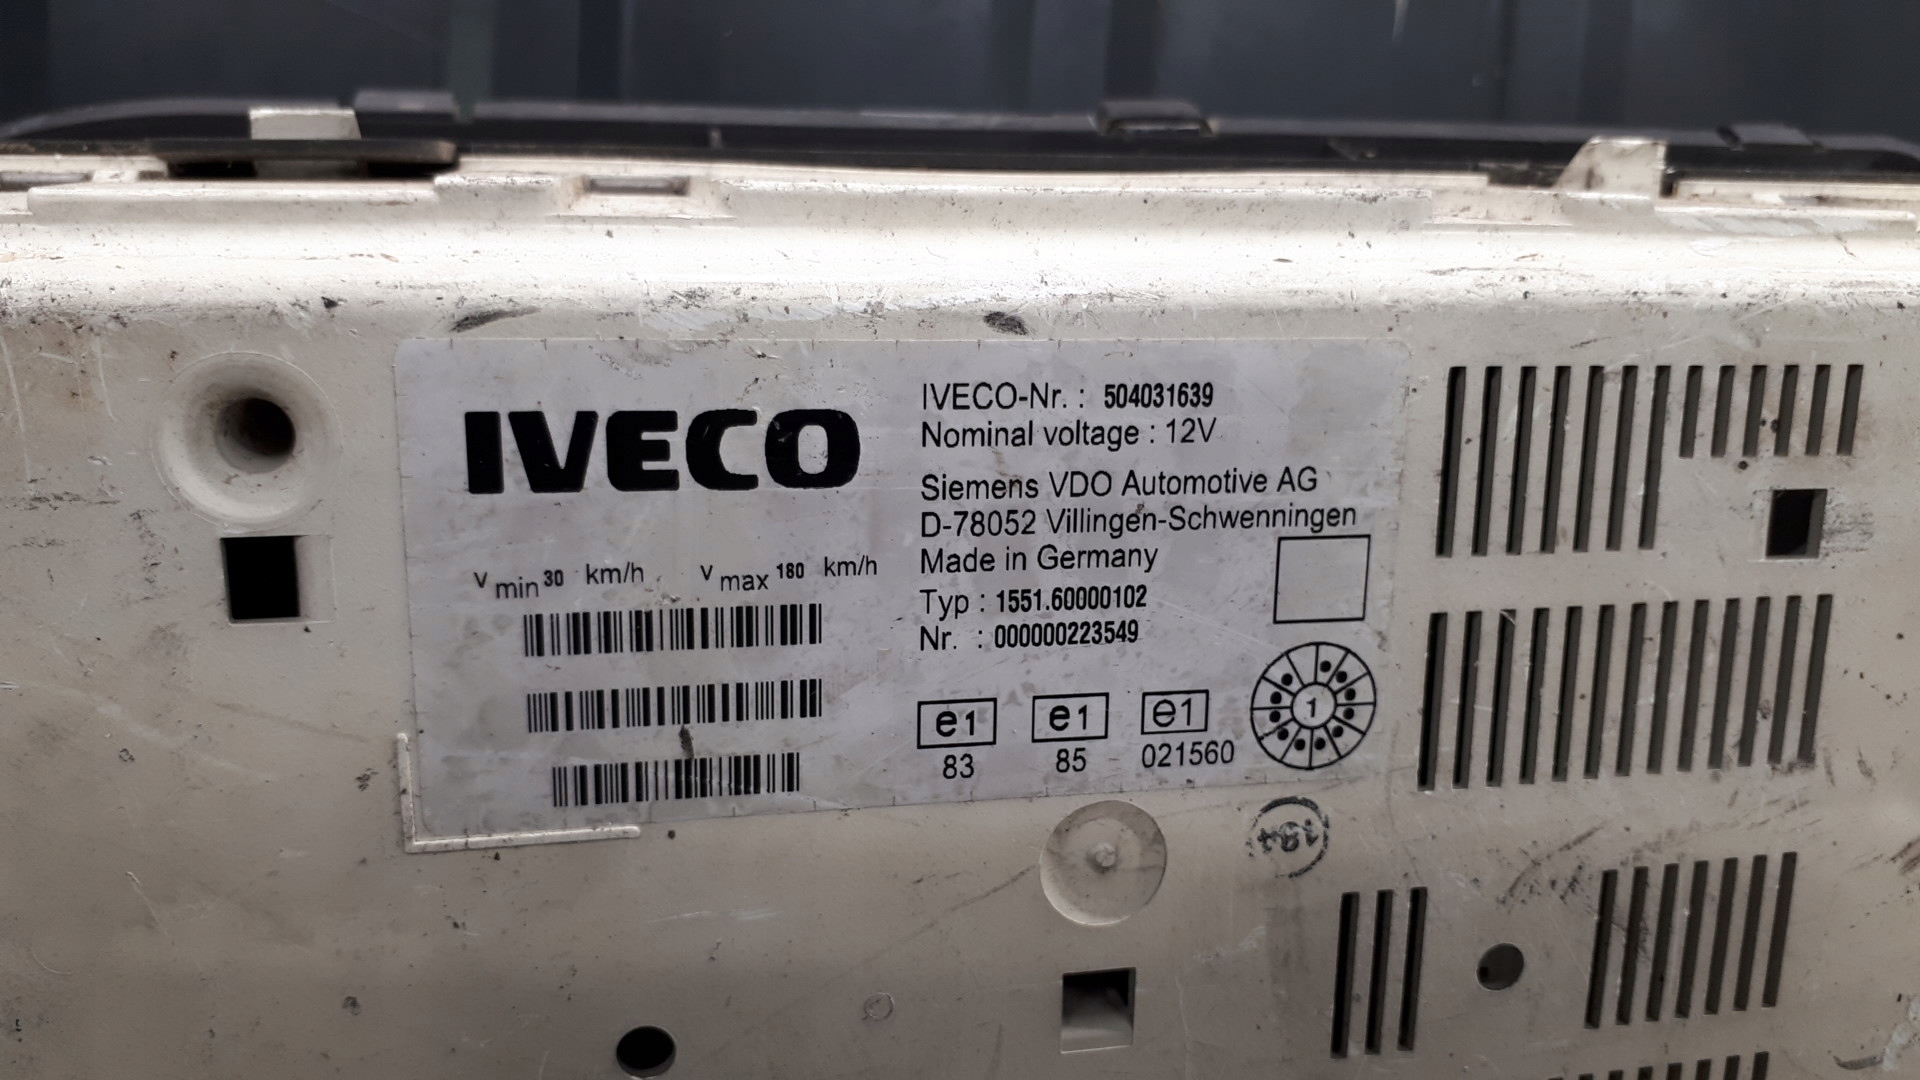 IVECO
IVECO-Nr. : 504031639
Nominal voltage : 12V
Siemens VDO Automotive AG
D-78052 Villingen-Schwenningen
Made in Germany
Typ : 1551.60000102
Nr. : 000000223549
v min 30 km/h v max 180 km/h
e1 e1 e1
83 85 021560
1